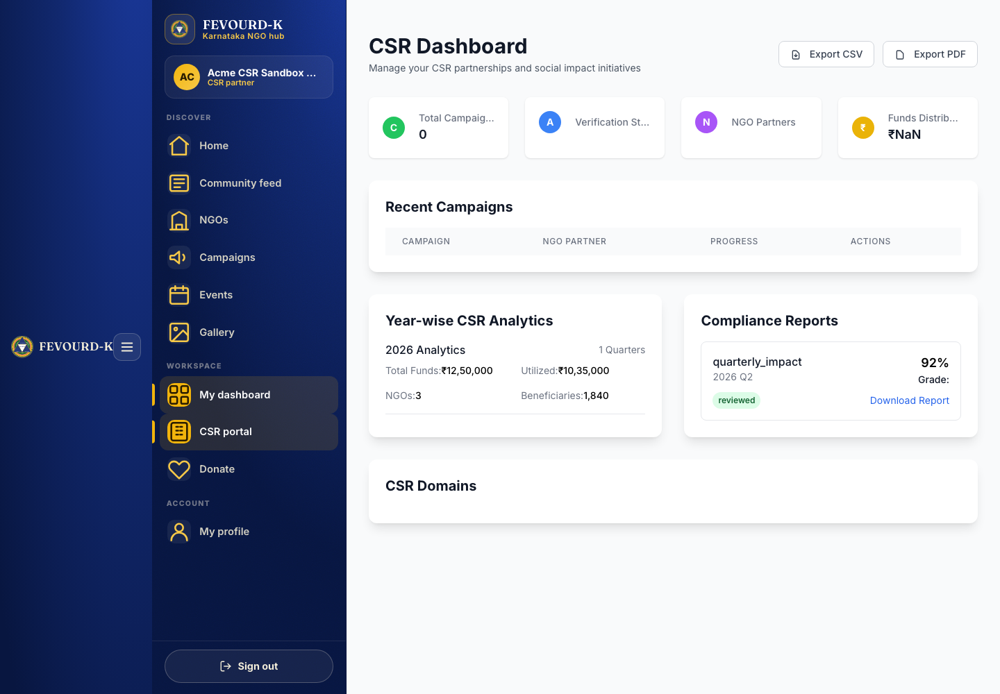 FEVOURD-K
FEVOURD-K
Karnataka NGO hub
AC
Acme CSR Sandbox ...
CSR partner
DISCOVER
Home
Community feed
NGOs
Campaigns
Events
Gallery
WORKSPACE
My dashboard
CSR portal
Donate
ACCOUNT
My profile
Sign out
CSR Dashboard
Manage your CSR partnerships and social impact initiatives
Export CSV
Export PDF
C
Total Campaig...
0
A
Verification St...
N
NGO Partners
₹
Funds Distrib...
₹NaN
Recent Campaigns
CAMPAIGN NGO PARTNER PROGRESS ACTIONS
Year-wise CSR Analytics
2026 Analytics 1 Quarters
Total Funds:₹12,50,000 Utilized:₹10,35,000
NGOs:3 Beneficiaries:1,840
Compliance Reports
quarterly_impact 92%
2026 Q2 Grade:
reviewed Download Report
CSR Domains